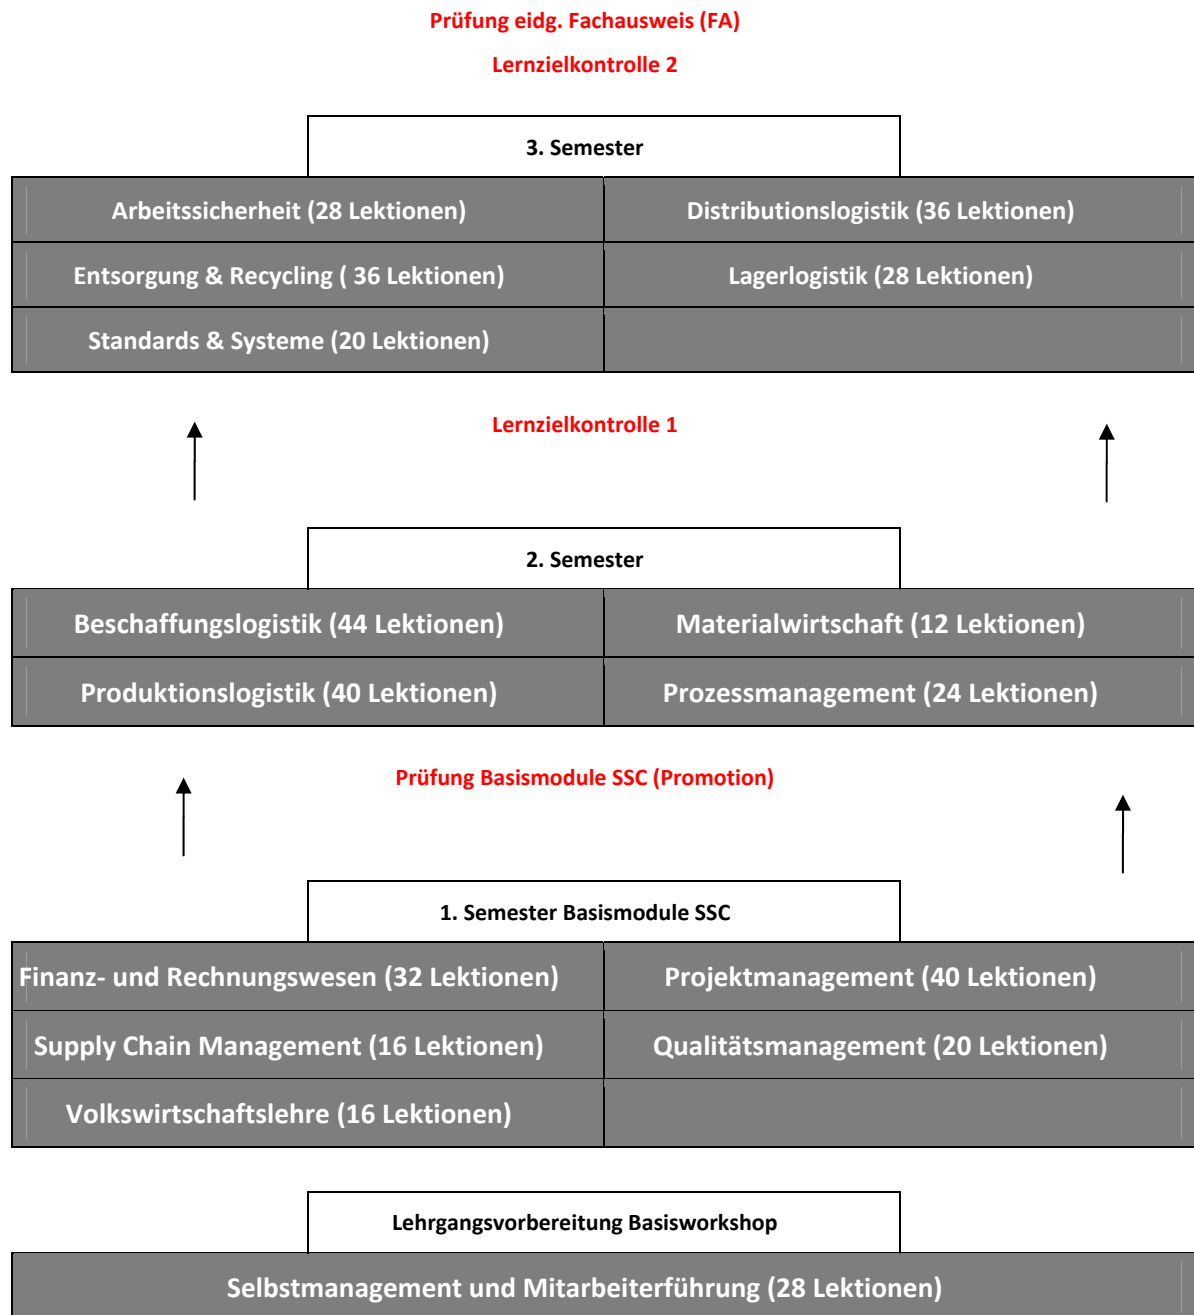 Prüfung eidg. Fachausweis (FA)
Lernzielkontrolle 2
3. Semester
Arbeitssicherheit (28 Lektionen)
Distributionslogistik (36 Lektionen)
Entsorgung & Recycling ( 36 Lektionen)
Lagerlogistik (28 Lektionen)
Standards & Systeme (20 Lektionen)
Lernzielkontrolle 1
2. Semester
Beschaffungslogistik (44 Lektionen)
Materialwirtschaft (12 Lektionen)
Produktionslogistik (40 Lektionen)
Prozessmanagement (24 Lektionen)
Prüfung Basismodule SSC (Promotion)
1. Semester Basismodule SSC
Finanz- und Rechnungswesen (32 Lektionen)
Projektmanagement (40 Lektionen)
Supply Chain Management (16 Lektionen)
Qualitätsmanagement (20 Lektionen)
Volkswirtschaftslehre (16 Lektionen)
Lehrgangsvorbereitung Basisworkshop
Selbstmanagement und Mitarbeiterführung (28 Lektionen)